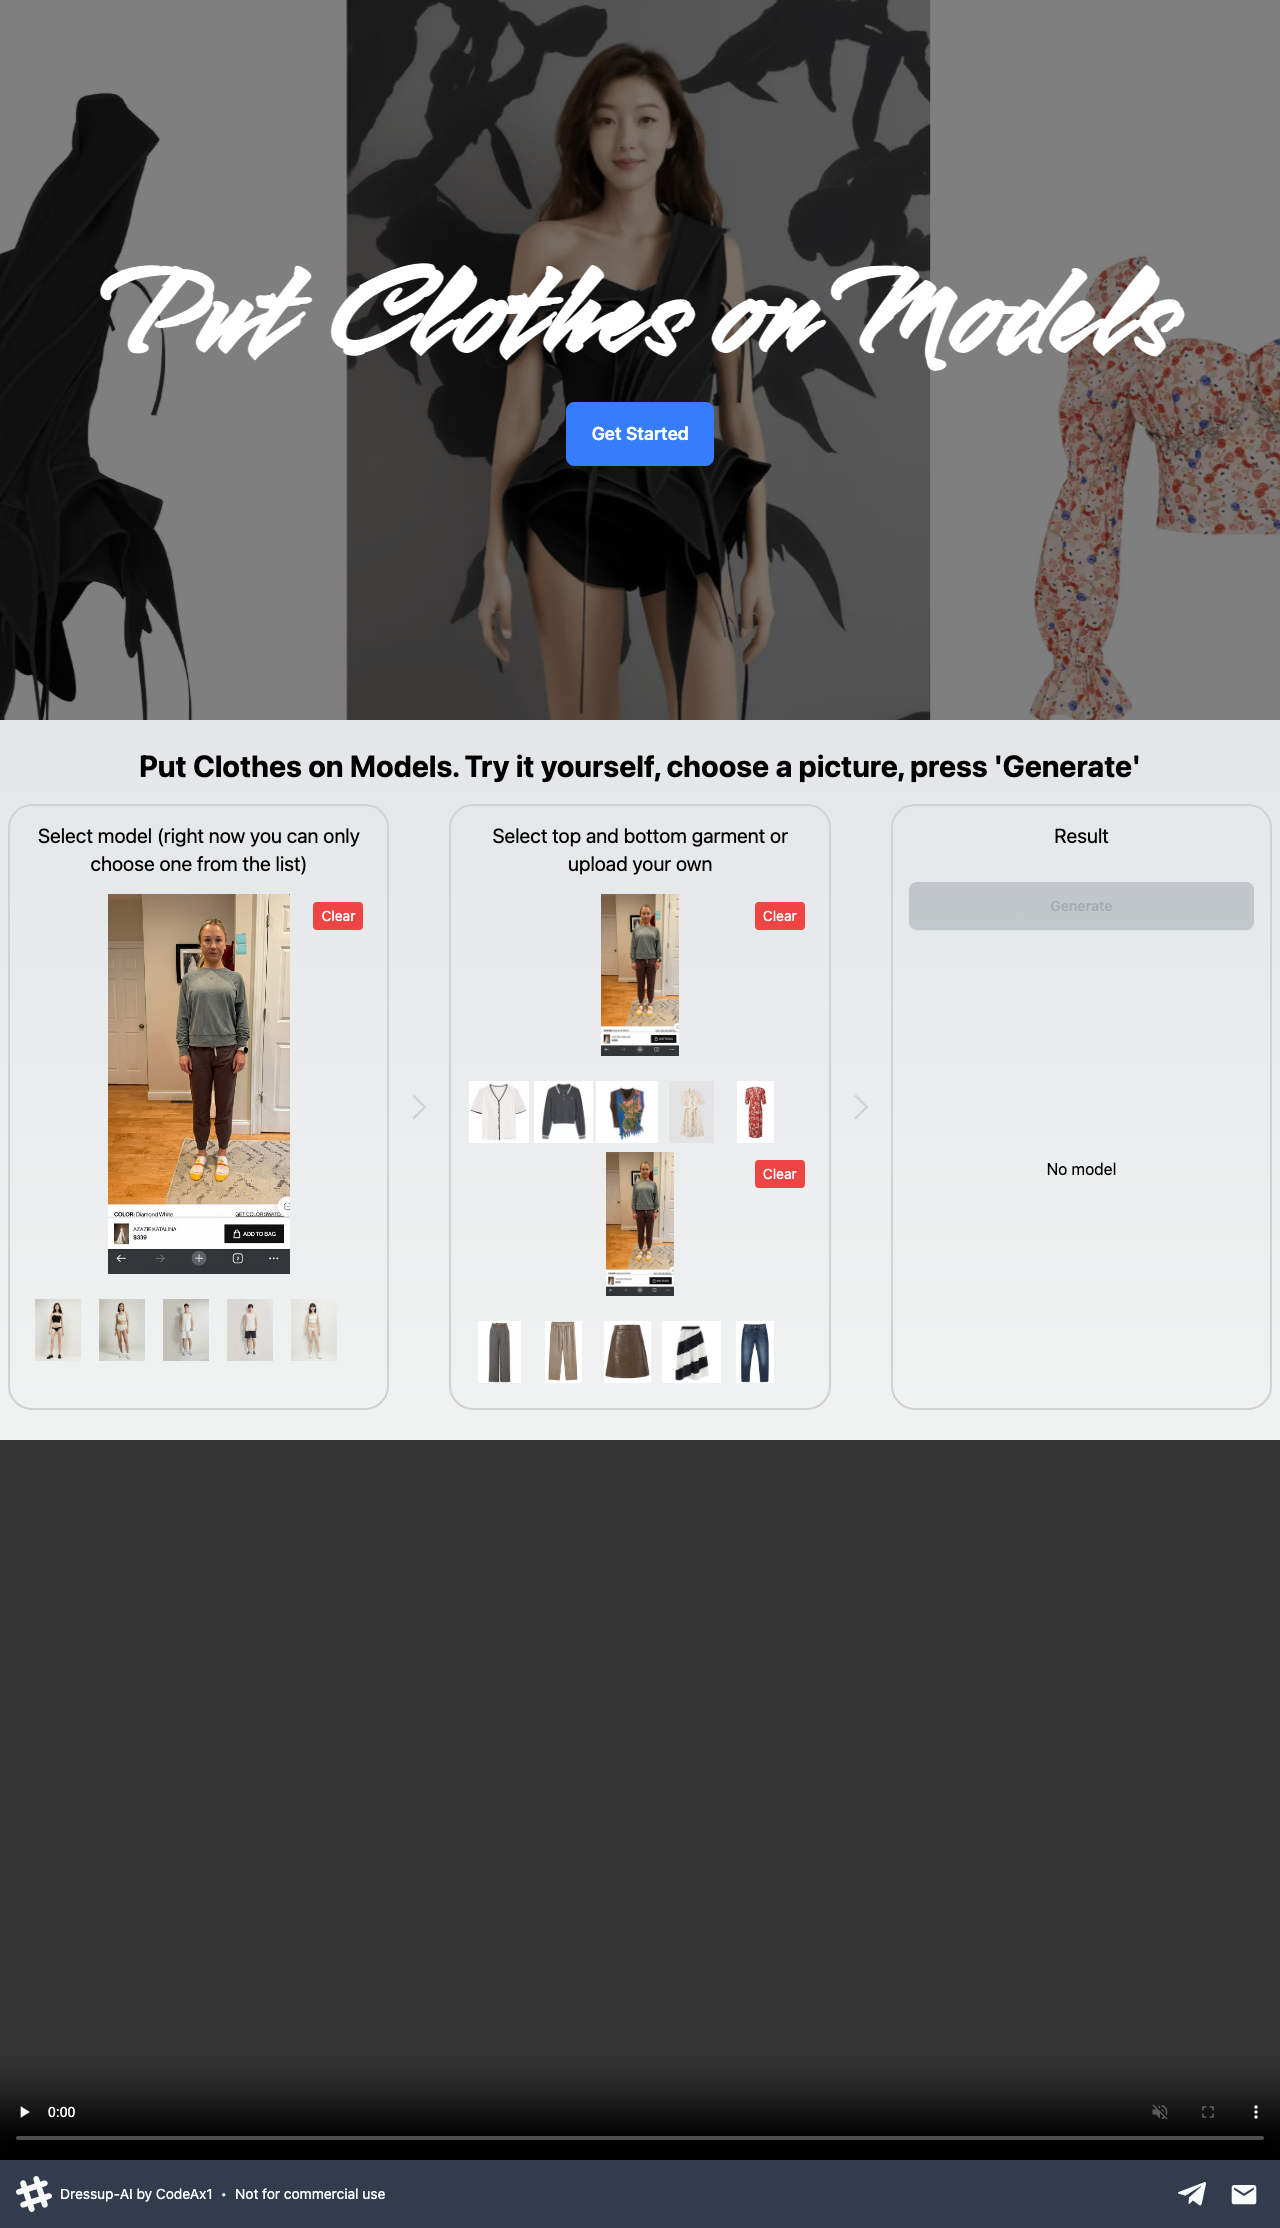 Put Clothes on Models
Get Started
Put Clothes on Models. Try it yourself, choose a picture, press 'Generate'
Select model (right now you can only
choose one from the list)
Clear
COLOR: Diamond White
GET COLOR SWATC...
AZAZIE KATALINA
$339
ADD TO BAG
Select top and bottom garment or
upload your own
Clear
Clear
Result
Generate
No model
0:00
Dressup-AI by CodeAx1 • Not for commercial use